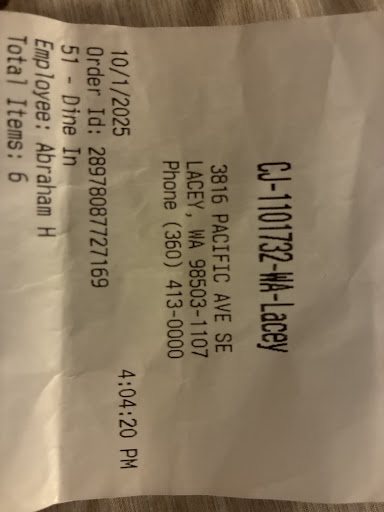 CJ-1101732-WA-Lacey
3816 PACIFIC AVE SE
LACEY, WA 98503-1107
Phone (360) 413-0000
10/1/2025 4:04:20 PM
Order Id: 28978087727169
51 - Dine In
Employee: Abraham H
Total Items: 6